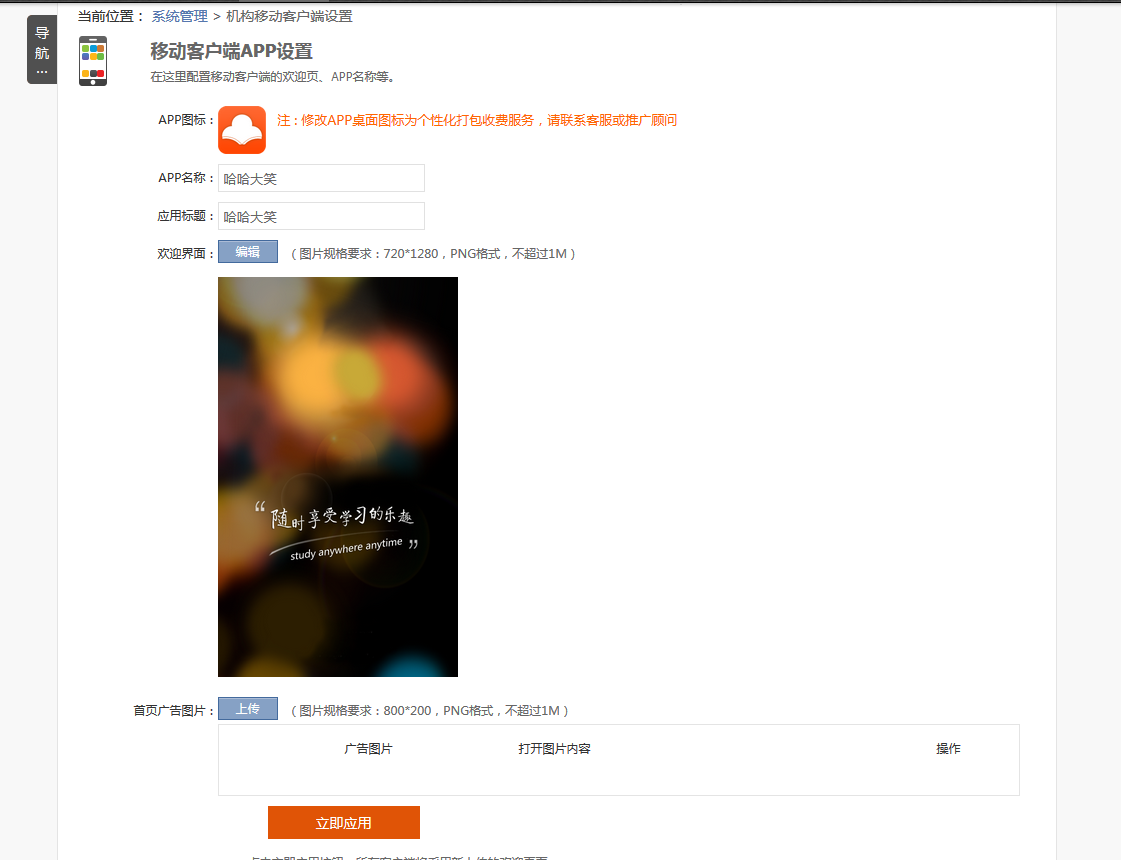 当前位置： 系统管理 > 机构移动客户端设置
导
航
...
移动客户端APP设置
在这里配置移动客户端的欢迎页、APP名称等。
APP图标：
注：修改APP桌面图标为个性化打包收费服务，请联系客服或推广顾问
APP名称： 哈哈大笑
应用标题： 哈哈大笑
欢迎界面： 编辑 （图片规格要求：720*1280，PNG格式，不超过1M）
“随时享受学习的乐趣
study anywhere anytime ”
首页广告图片： 上传 （图片规格要求：800*200，PNG格式，不超过1M）
广告图片 打开图片内容 操作
立即应用